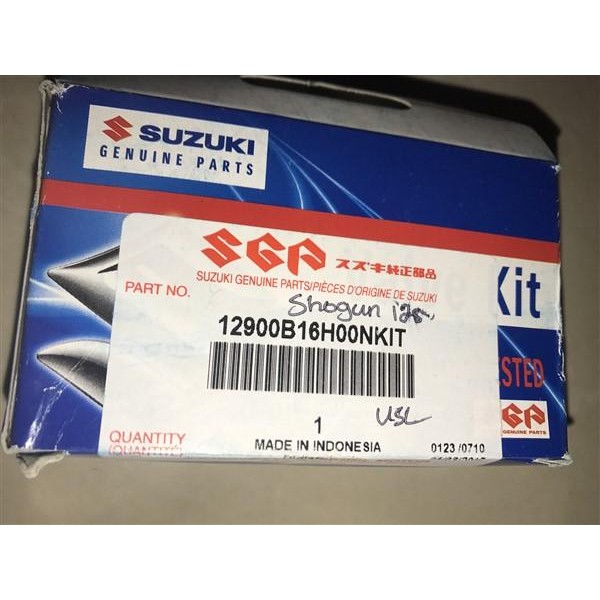 SUZUKI
GENUINE PARTS
SGP スズキ純正部品
SUZUKI GENUINE PARTS/PIÈCES D'ORIGINE DE SUZUKI
PART NO.
Shogun 125
12900B16H00NKIT
Kit
ESTED
SGP
GENUINE PARTS
1
USL
QUANTITY
(QUANTITÉ)
MADE IN INDONESIA
0123 /0710